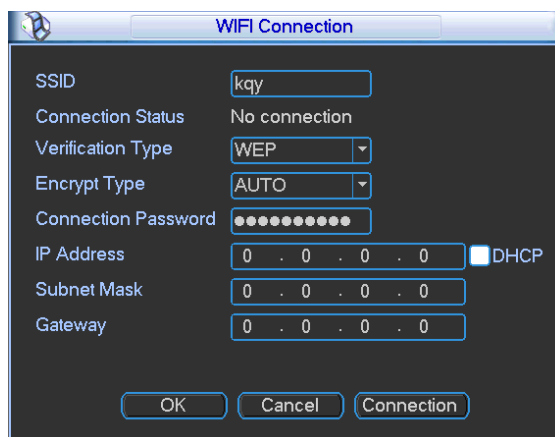 WIFI Connection
SSID kqy
Connection Status No connection
Verification Type WEP
Encrypt Type AUTO
Connection Password ●●●●●●●●●●
IP Address 0 . 0 . 0 . 0 DHCP
Subnet Mask 0 . 0 . 0 . 0
Gateway 0 . 0 . 0 . 0
OK Cancel Connection